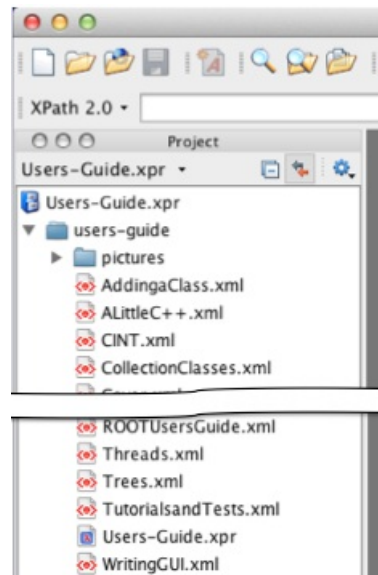 XPath 2.0
Project
Users-Guide.xpr
Users-Guide.xpr
users-guide
pictures
AddingaClass.xml
ALittleC++.xml
CINT.xml
CollectionClasses.xml
ROOTUsersGuide.xml
Threads.xml
Trees.xml
TutorialsandTests.xml
Users-Guide.xpr
WritingGUI.xml